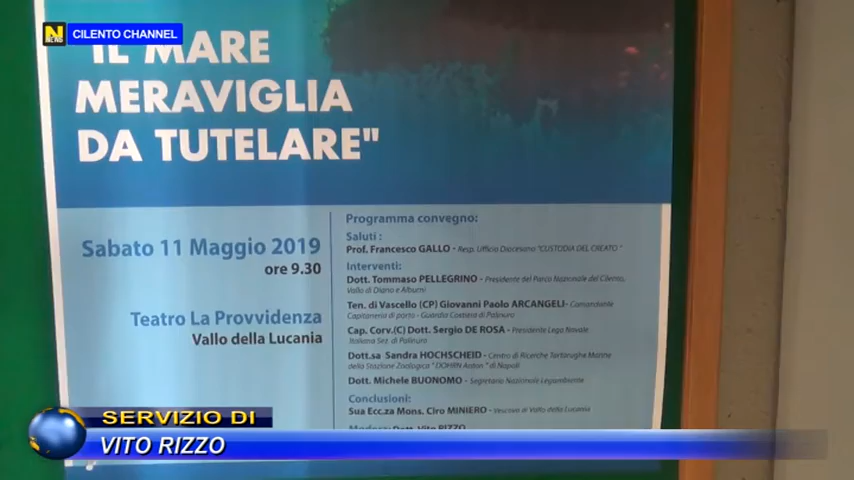 CILENTO CHANNEL
"IL MARE
MERAVIGLIA
DA TUTELARE"
Sabato 11 Maggio 2019
ore 9.30
Teatro La Provvidenza
Vallo della Lucania
Programma convegno:
Saluti :
Prof. Francesco GALLO - Resp. Ufficio Diocesano "CUSTODIA DEL CREATO"
Interventi:
Dott. Tommaso PELLEGRINO - Presidente del Parco Nazionale del Cilento,
Vallo di Diano e Alburni
Ten. di Vascello (CP) Giovanni Paolo ARCANGELI- Comandante
Capitaneria di porto - Guardia Costiera di Palinuro
Cap. Corv.(C) Dott. Sergio DE ROSA - Presidente Lega Navale
Italiana Sez. di Palinuro
Dott.sa Sandra HOCHSCHEID - Centro di Ricerche Tartarughe Marine
della Stazione Zoologica " DOHRN Anton " di Napoli
Dott. Michele BUONOMO - Segretario Nazionale Legambiente
Conclusioni:
Sua Ecc.za Mons. Ciro MINIERO - Vescovo di Vallo della Lucania
Dott. Vito RIZZO
SERVIZIO DI
VITO RIZZO